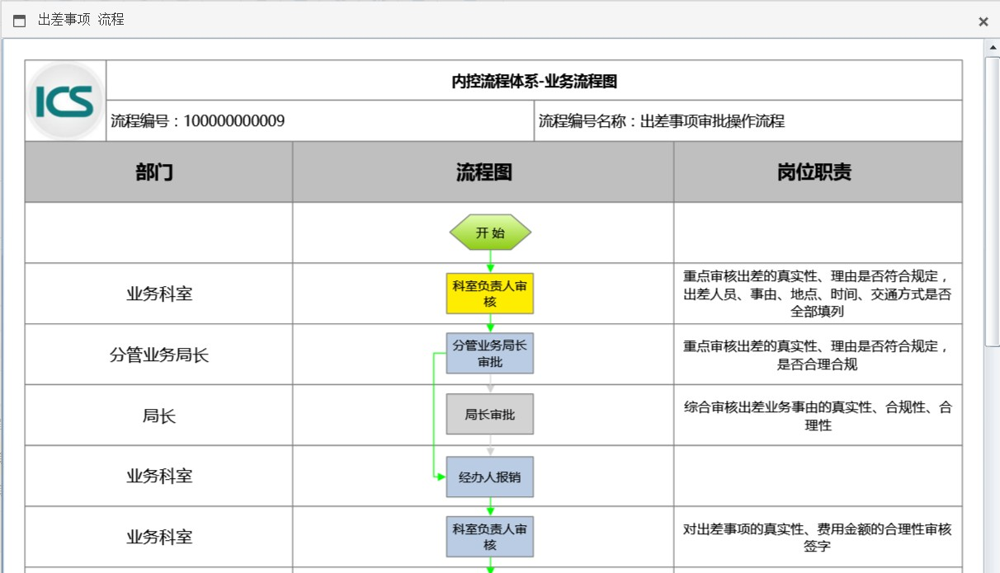 出差事项 流程
ICS
内控流程体系-业务流程图
流程编号：100000000009
流程编号名称：出差事项审批操作流程
部门
流程图
岗位职责
开 始
业务科室
科室负责人审
核
重点审核出差的真实性、理由是否符合规定，
出差人员、事由、地点、时间、交通方式是否
全部填列
分管业务局长
分管业务局长
审批
重点审核出差的真实性、理由是否符合规定，
是否合理合规
局长
局长审批
综合审核出差业务事由的真实性、合规性、合
理性
业务科室
经办人报销
业务科室
科室负责人审
核
对出差事项的真实性、费用金额的合理性审核
签字